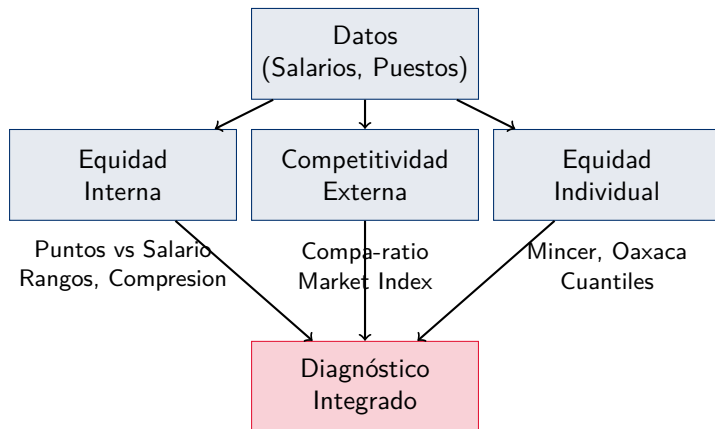 Datos
(Salarios, Puestos)
Equidad
Interna
Competitividad
Externa
Equidad
Individual
Puntos vs Salario
Rangos, Compresion
Compa-ratio
Market Index
Mincer, Oaxaca
Cuantiles
Diagnóstico
Integrado